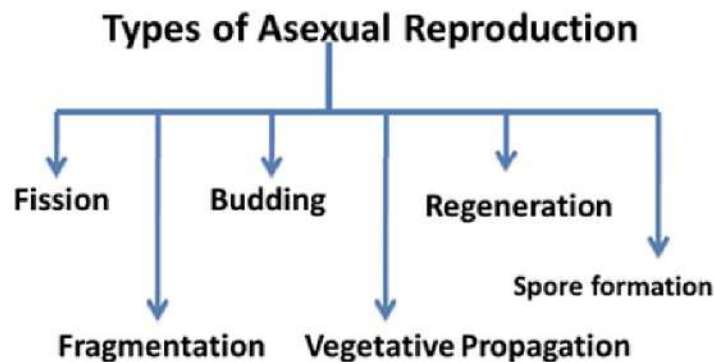 Types of Asexual Reproduction
Fission
Budding
Regeneration
Spore formation
Fragmentation
Vegetative Propagation